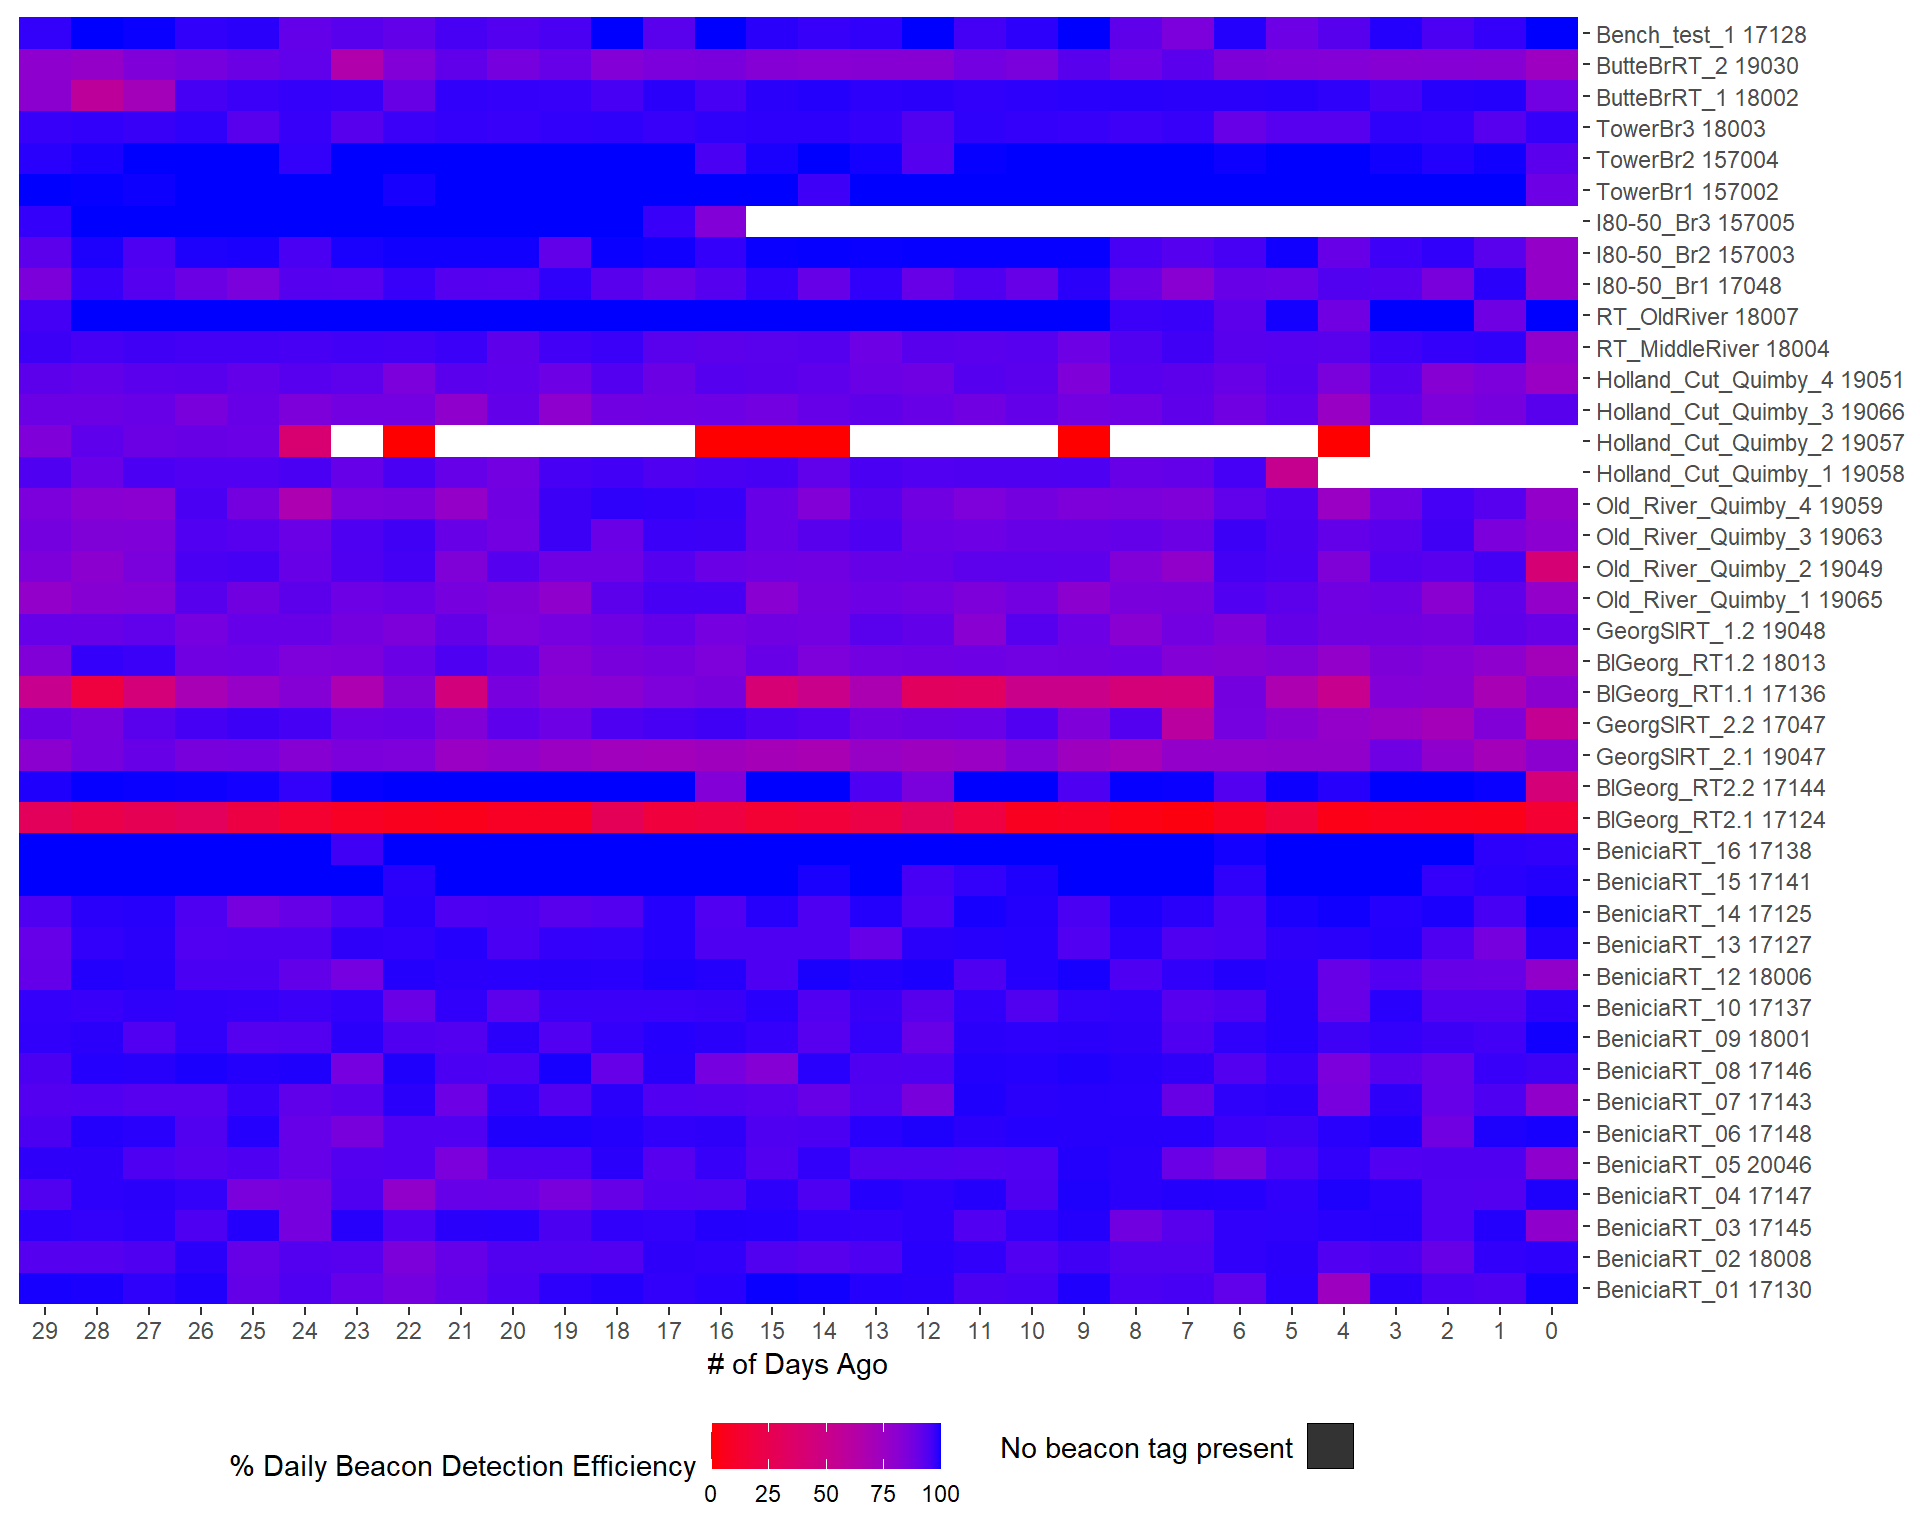 Bench_test_1 17128
ButteBrRT_2 19030
ButteBrRT_1 18002
TowerBr3 18003
TowerBr2 157004
TowerBr1 157002
I80-50_Br3 157005
I80-50_Br2 157003
I80-50_Br1 17048
RT_OldRiver 18007
RT_MiddleRiver 18004
Holland_Cut_Quimby_4 19051
Holland_Cut_Quimby_3 19066
Holland_Cut_Quimby_2 19057
Holland_Cut_Quimby_1 19058
Old_River_Quimby_4 19059
Old_River_Quimby_3 19063
Old_River_Quimby_2 19049
Old_River_Quimby_1 19065
GeorgSlRT_1.2 19048
BlGeorg_RT1.2 18013
BlGeorg_RT1.1 17136
GeorgSlRT_2.2 17047
GeorgSlRT_2.1 19047
BlGeorg_RT2.2 17144
BlGeorg_RT2.1 17124
BeniciaRT_16 17138
BeniciaRT_15 17141
BeniciaRT_14 17125
BeniciaRT_13 17127
BeniciaRT_12 18006
BeniciaRT_10 17137
BeniciaRT_09 18001
BeniciaRT_08 17146
BeniciaRT_07 17143
BeniciaRT_06 17148
BeniciaRT_05 20046
BeniciaRT_04 17147
BeniciaRT_03 17145
BeniciaRT_02 18008
BeniciaRT_01 17130
29 28 27 26 25 24 23 22 21 20 19 18 17 16 15 14 13 12 11 10 9 8 7 6 5 4 3 2 1 0
# of Days Ago
% Daily Beacon Detection Efficiency
0 25 50 75 100
No beacon tag present